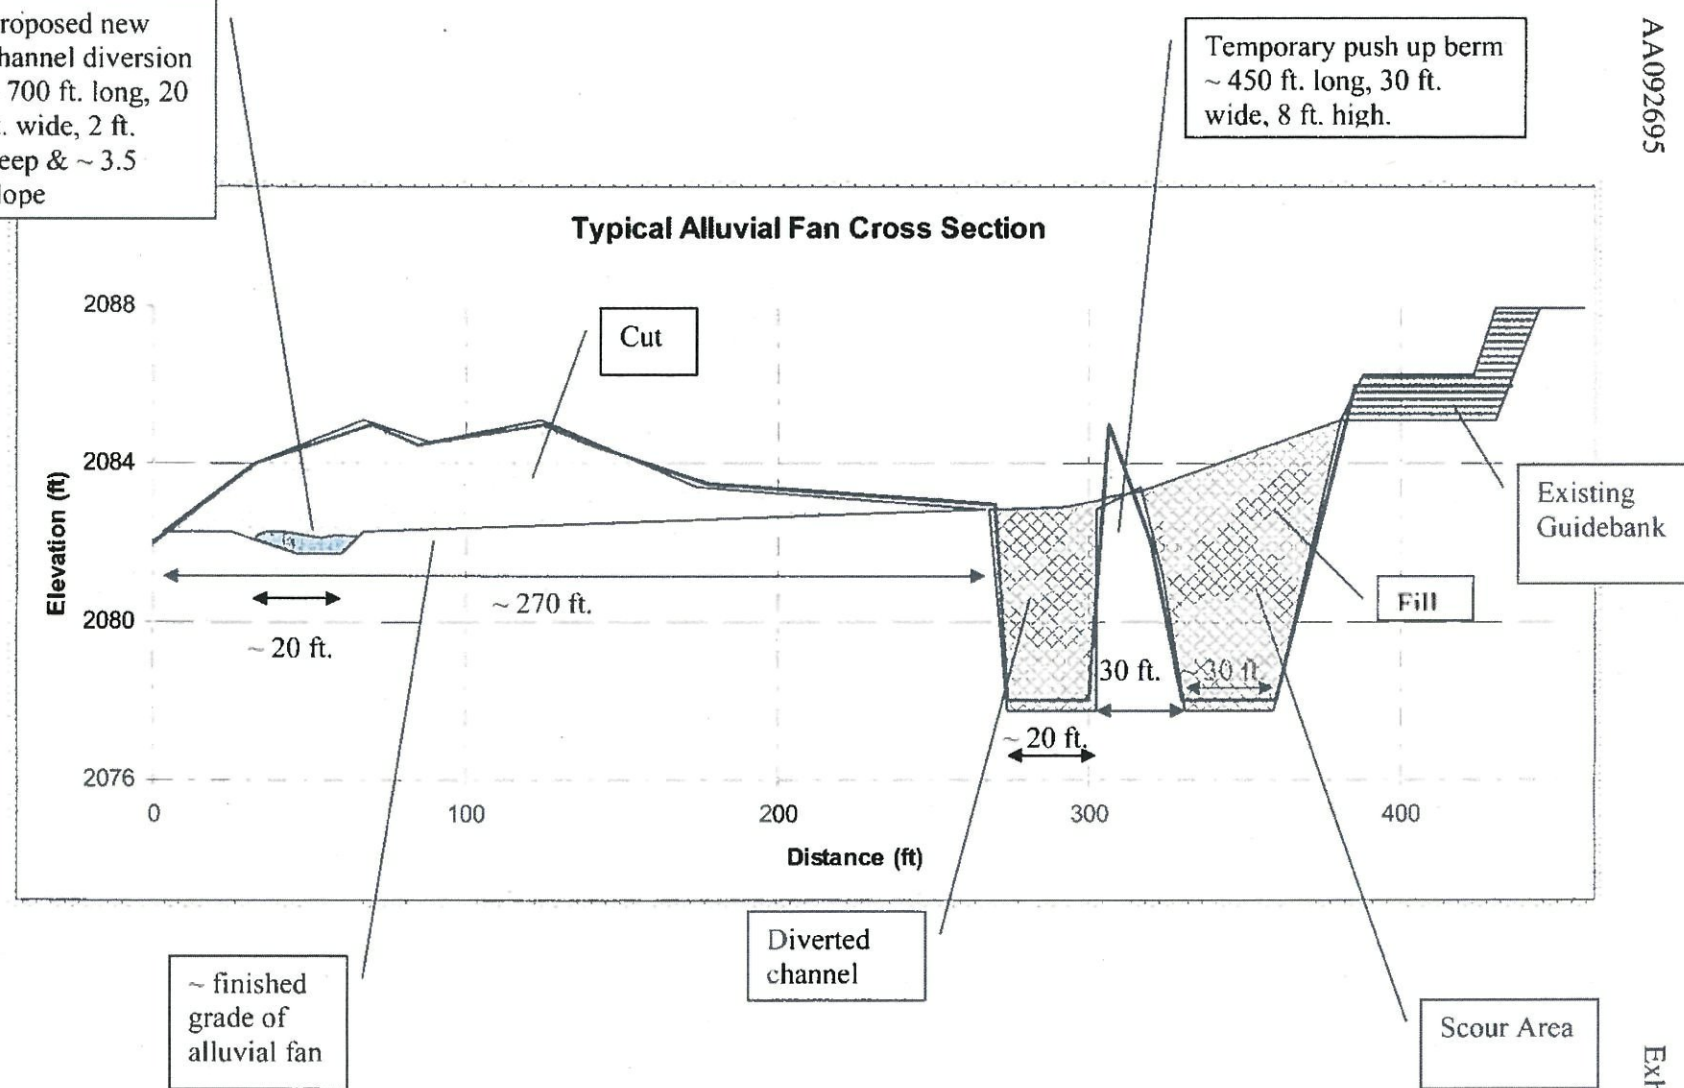 roposed new
hannel diversion
700 ft. long, 20
. wide, 2 ft.
eep & ~ 3.5
lope
Temporary push up berm
~ 450 ft. long, 30 ft.
wide, 8 ft. high.
AA092695
Typical Alluvial Fan Cross Section
2088
2084
2080
2076
Elevation (ft)
Cut
Existing
Guidebank
Fill
~ 270 ft.
~ 20 ft.
30 ft.
~ 30 ft.
~ 20 ft.
0
100
200
300
400
Distance (ft)
Diverted
channel
~ finished
grade of
alluvial fan
Scour Area
Exh